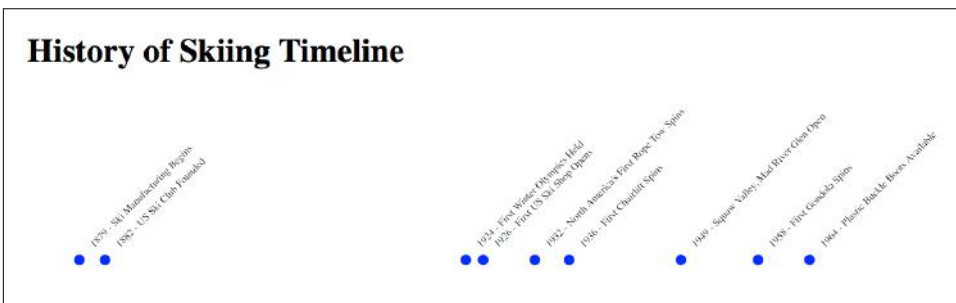 History of Skiing Timeline
1879 - Ski Manufacturing Begins
1882 - US Ski Club Founded
1924 - First Winter Olympics Held
1926 - First US Ski Shop Opens
1932 - North America's First Rope Tow Spins
1936 - First Chairlift Spins
1949 - Squaw Valley, Mad River Glen Open
1958 - First Gondola Spins
1964 - Plastic Buckle Boots Available